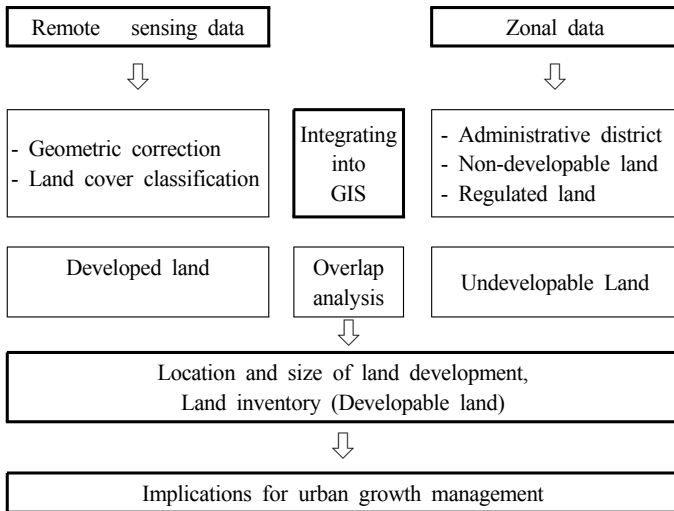 Remote sensing data
Zonal data
- Geometric correction
- Land cover classification
Integrating
into
GIS
- Administrative district
- Non-developable land
- Regulated land
Developed land
Overlap
analysis
Undevelopable Land
Location and size of land development,
Land inventory (Developable land)
Implications for urban growth management